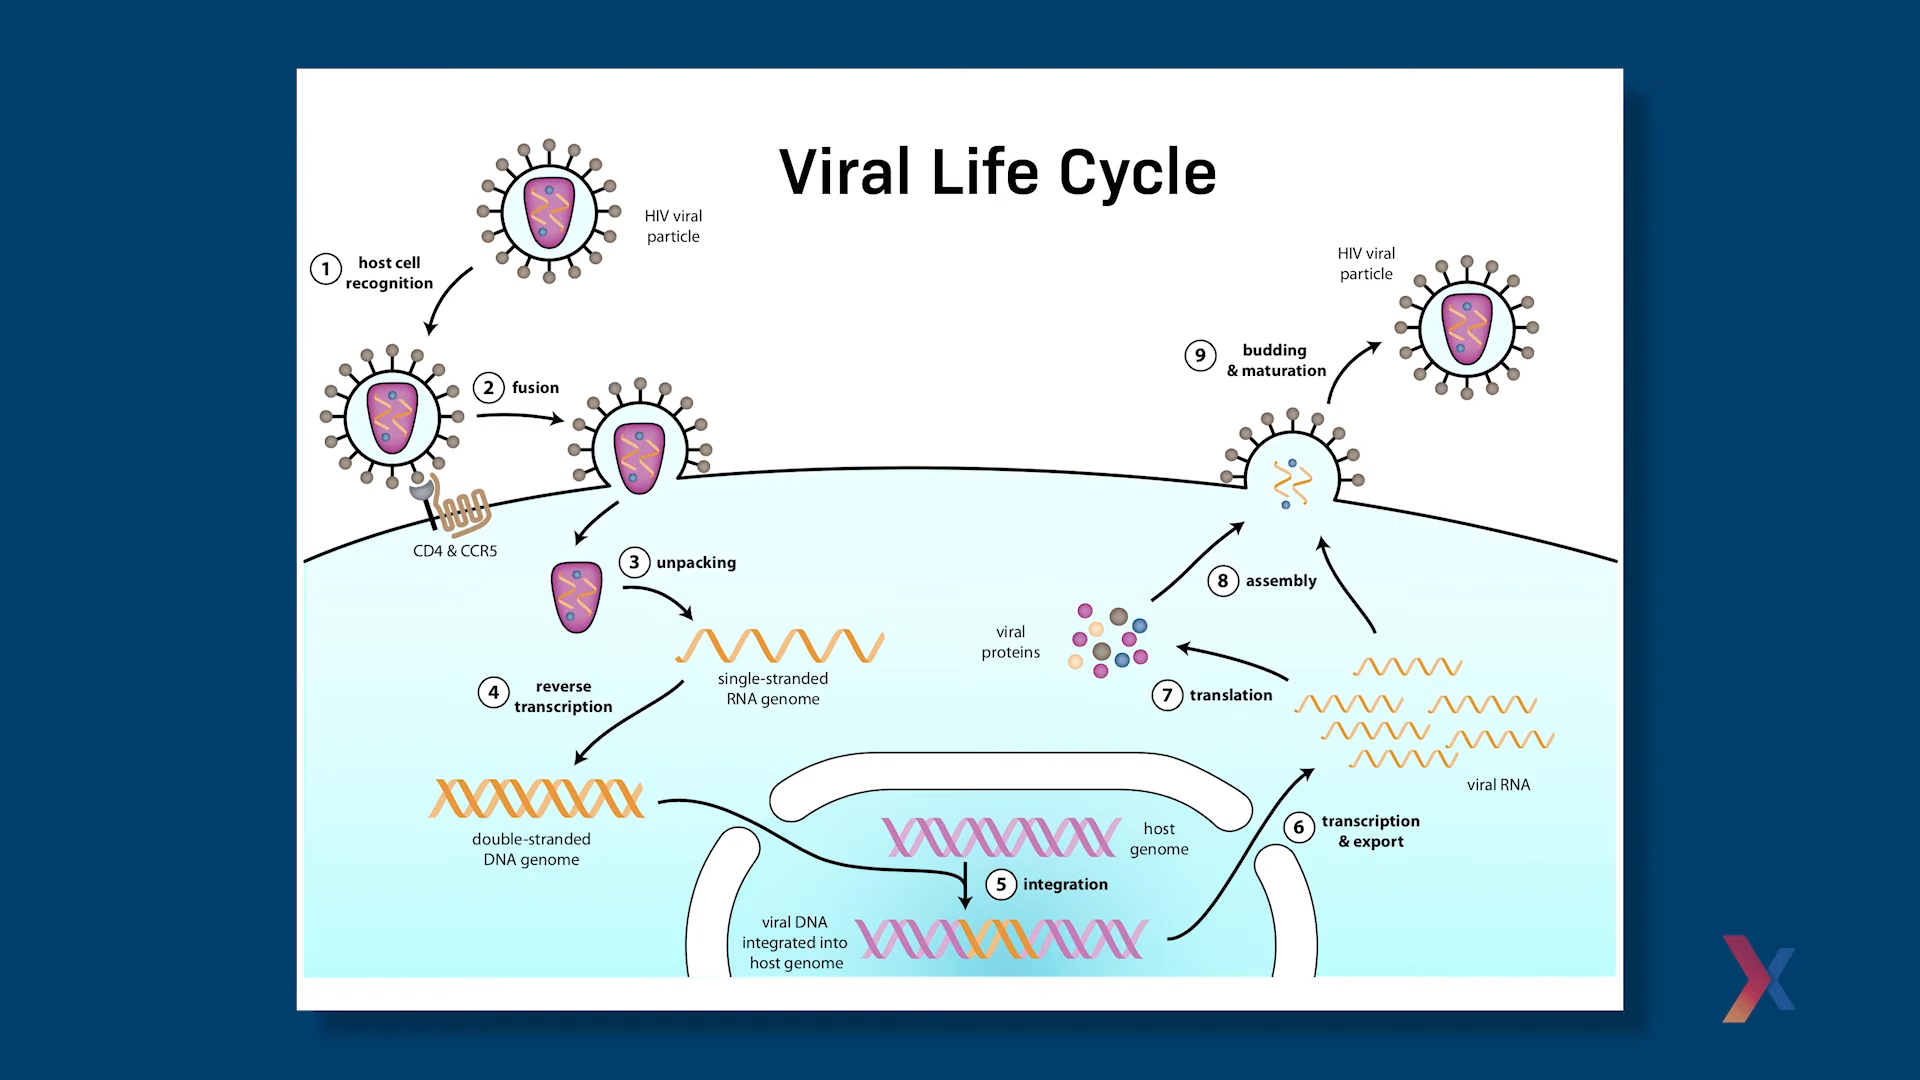 Viral Life Cycle
HIV viral
particle
1
host cell
recognition
2
fusion
CD4 & CCR5
3
unpacking
single-stranded
RNA genome
4
reverse
transcription
double-stranded
DNA genome
host
genome
5
integration
viral DNA
integrated into
host genome
6
transcription
& export
viral RNA
7
translation
viral
proteins
8
assembly
9
budding
& maturation
HIV viral
particle